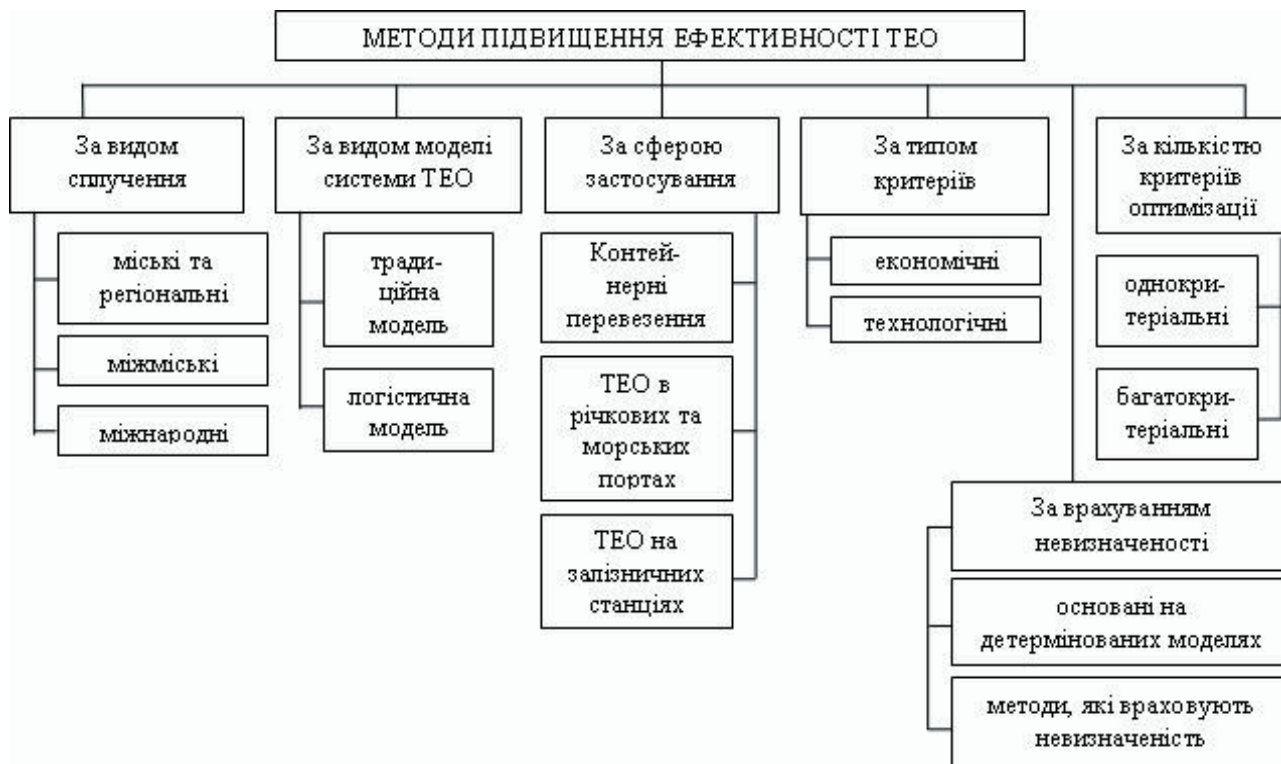 МЕТОДИ ПІДВИЩЕННЯ ЕФЕКТИВНОСТІ ТЕО
За видом
сплучення
міські та
регіональні
міжміські
міжнародні
За видом моделі
системи ТЕО
тради-
ційна
модель
логістична
модель
За сферою
застосування
Контей-
нерні
перевезення
ТЕО в
річкових та
морських
портах
ТЕО на
залізничних
станціях
За типом
критеріїв
економічні
технологічні
За кількістю
критеріїв
оптимізації
однокри-
теріальні
багатокри-
теріальні
За врахуванням
невизначеності
основані на
детермінованих моделях
методи, які враховують
невизначеність